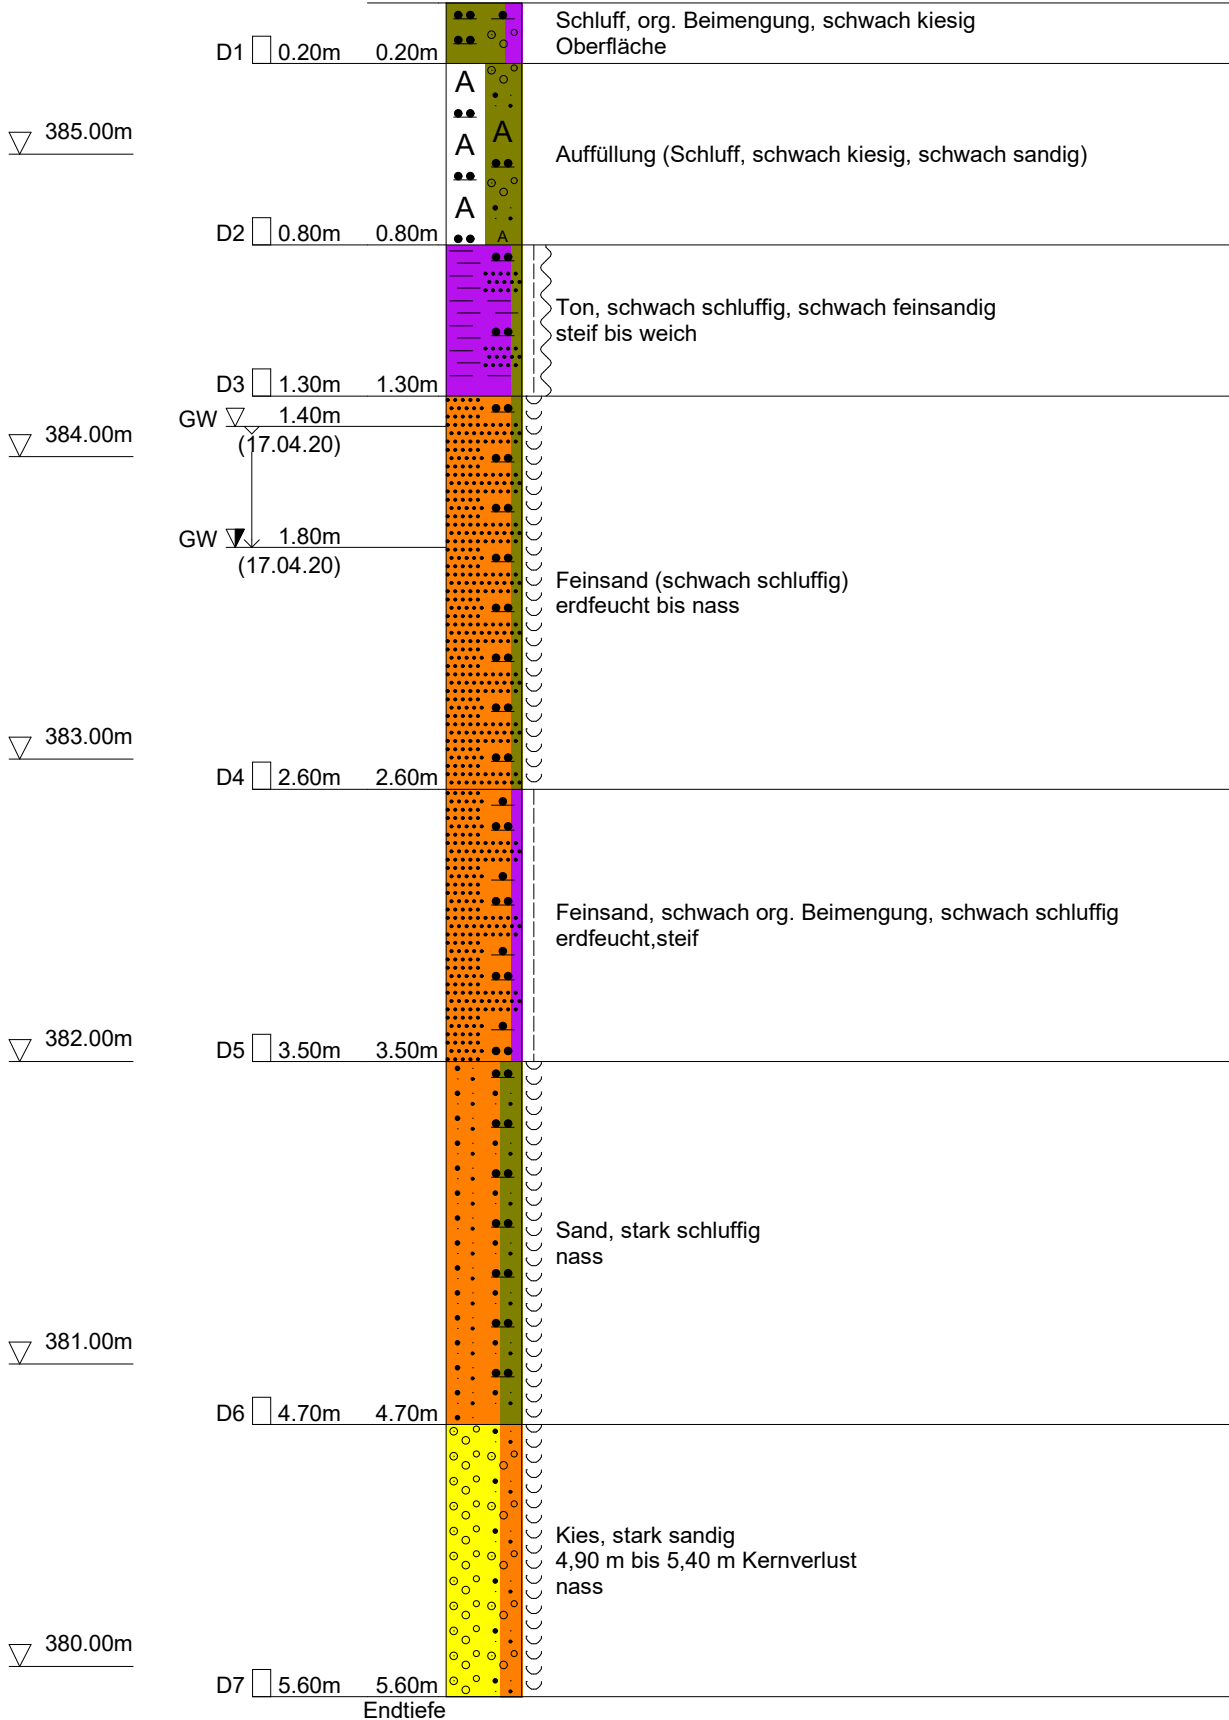 Schluff, org. Beimengung, schwach kiesig
Oberfläche
D1 0.20m 0.20m
A
385.00m
A
A
Auffüllung (Schluff, schwach kiesig, schwach sandig)
A
D2 0.80m 0.80m
A
Ton, schwach schluffig, schwach feinsandig
steif bis weich
D3 1.30m 1.30m
GW 1.40m
(17.04.20)
384.00m
GW 1.80m
(17.04.20)
Feinsand (schwach schluffig)
erdfeucht bis nass
383.00m
D4 2.60m 2.60m
Feinsand, schwach org. Beimengung, schwach schluffig
erdfeucht,steif
382.00m
D5 3.50m 3.50m
Sand, stark schluffig
nass
381.00m
D6 4.70m 4.70m
Kies, stark sandig
4,90 m bis 5,40 m Kernverlust
nass
380.00m
D7 5.60m 5.60m
Endtiefe